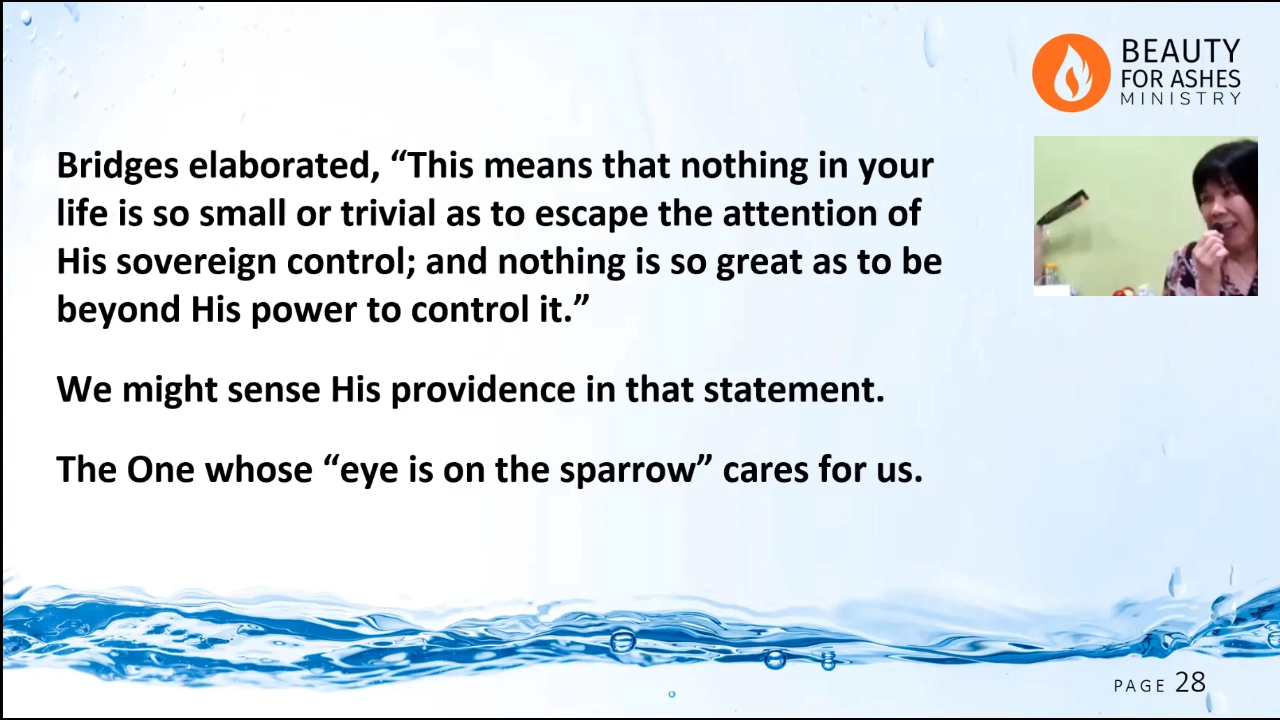 BEAUTY
FOR ASHES
MINISTRY
Bridges elaborated, “This means that nothing in your
life is so small or trivial as to escape the attention of
His sovereign control; and nothing is so great as to be
beyond His power to control it.”
We might sense His providence in that statement.
The One whose “eye is on the sparrow” cares for us.
PAGE 28